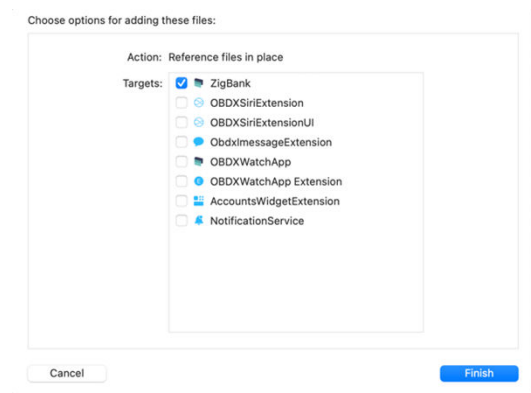 Choose options for adding these files:
Action: Reference files in place
Targets: ZigBank
OBDXSiriExtension
OBDXSiriExtensionUI
ObdxImessageExtension
OBDXWatchApp
OBDXWatchApp Extension
AccountsWidgetExtension
NotificationService
Cancel Finish